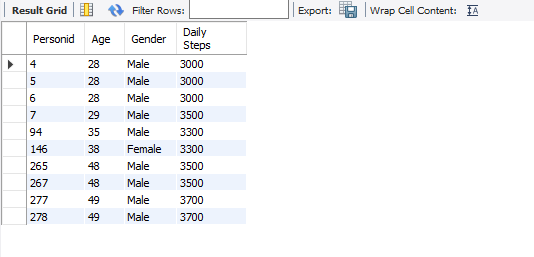 Result Grid Filter Rows: Export: Wrap Cell Content: IA
Personid Age Gender Daily Steps
4 28 Male 3000
5 28 Male 3000
6 28 Male 3000
7 29 Male 3500
94 35 Male 3300
146 38 Female 3300
265 48 Male 3500
267 48 Male 3500
277 49 Male 3700
278 49 Male 3700